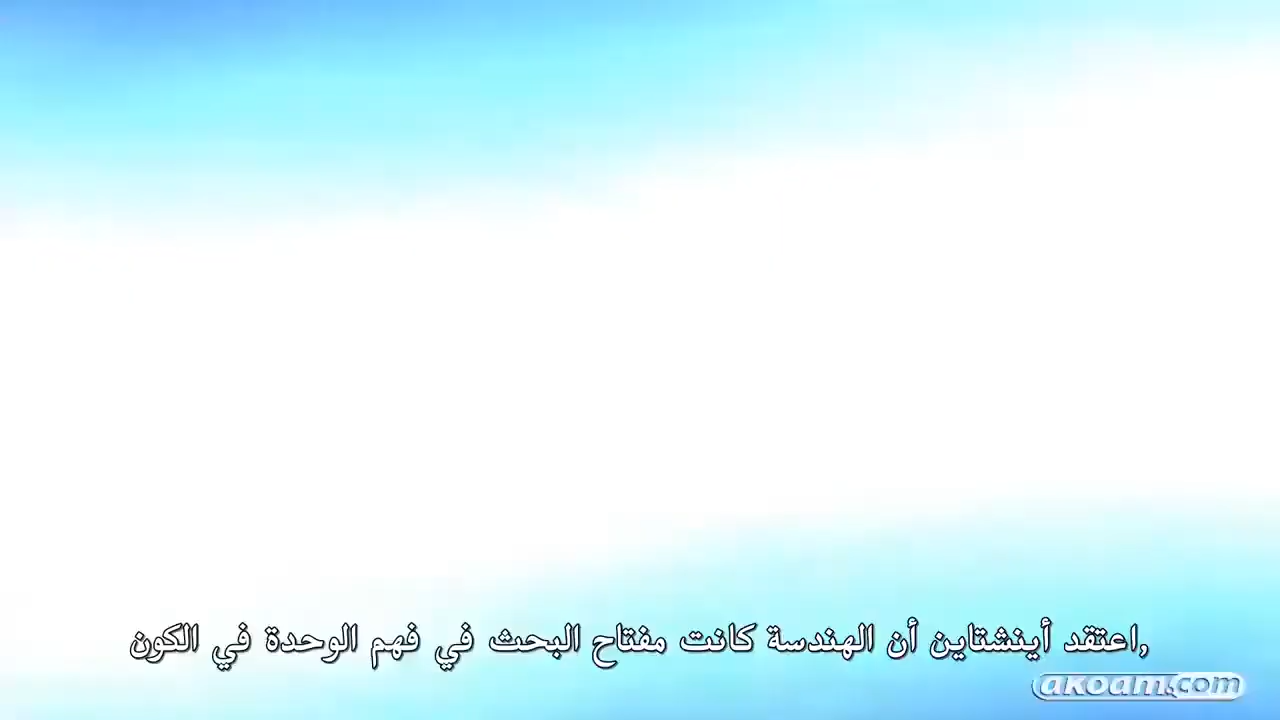 ,اعتقد أينشتاين أن الهندسة كانت مفتاح البحث في فهم الوحدة في الكون
akoam.com